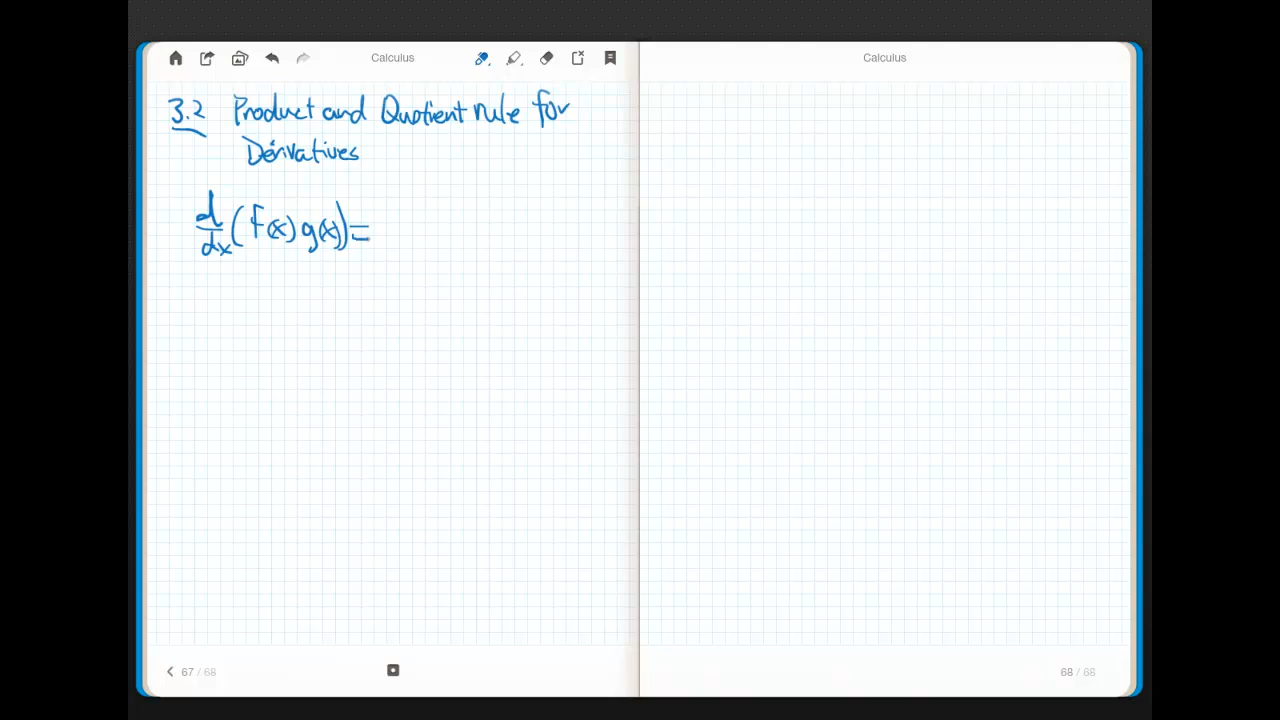 Calculus
3.2 Product and Quotient rule for
Derivatives
d/dx (f(x) g(x)) =
67 / 68
Calculus
68 / 68